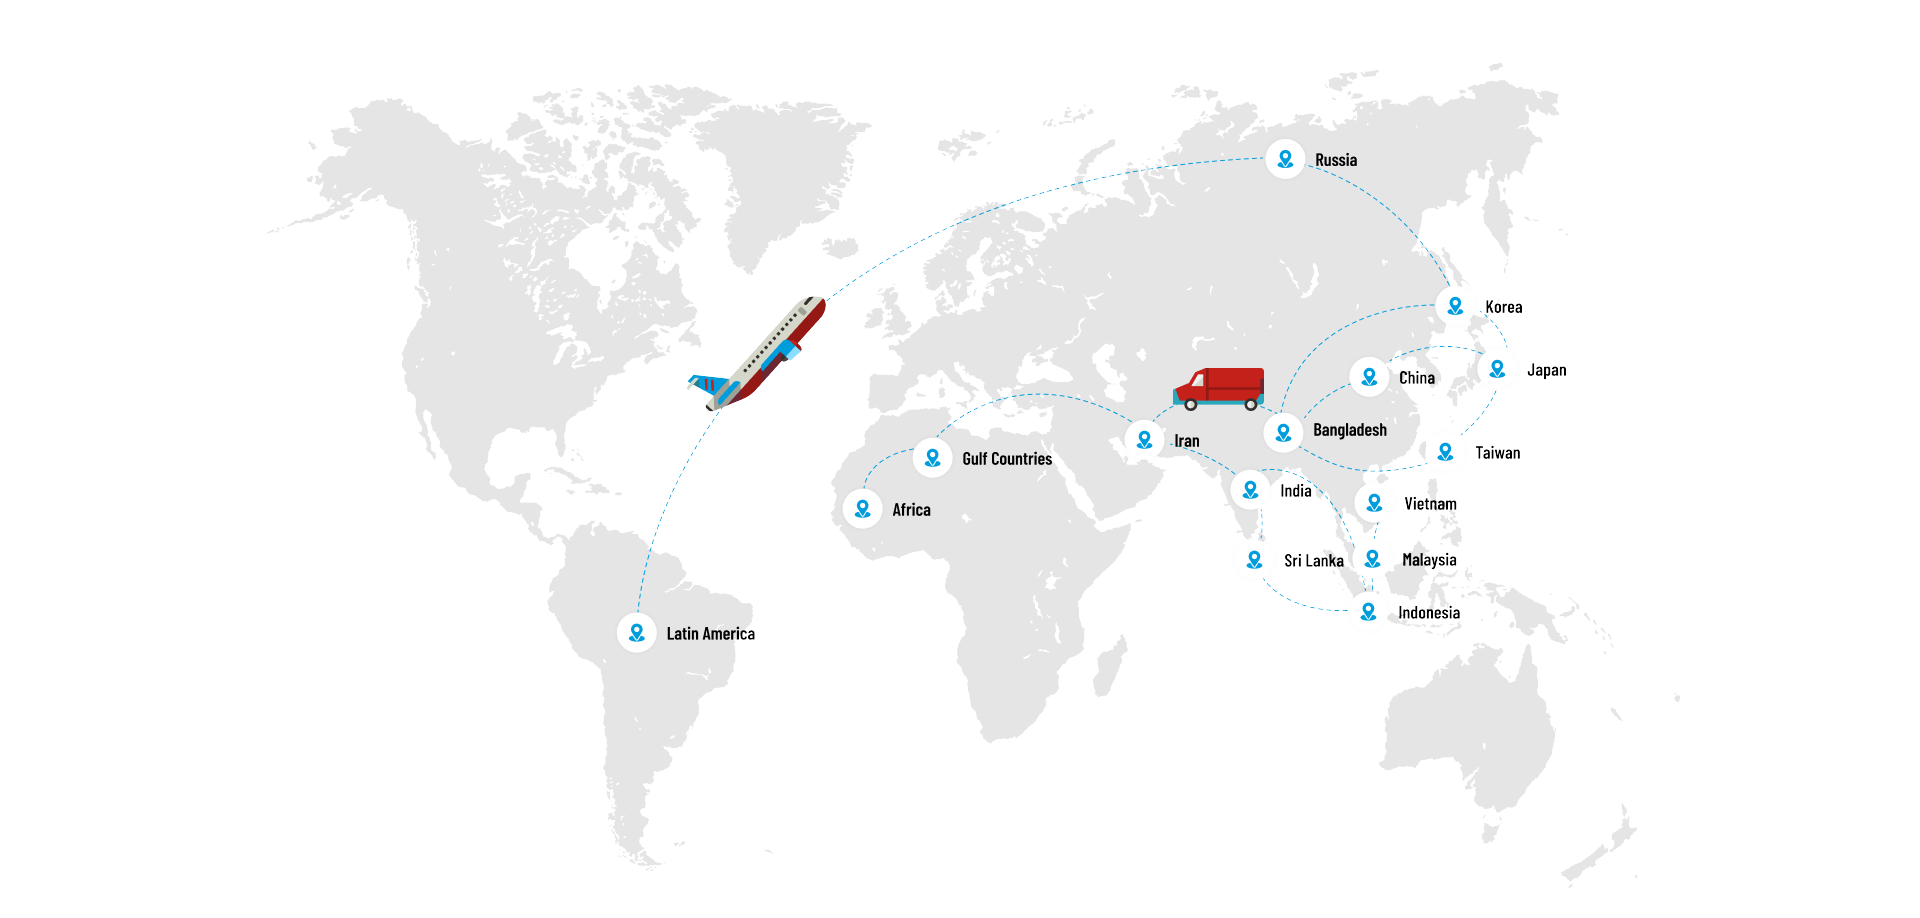 Russia
Korea
Japan
China
Bangladesh
Iran
Taiwan
Gulf Countries
India
Vietnam
Africa
Sri Lanka
Malaysia
Indonesia
Latin America